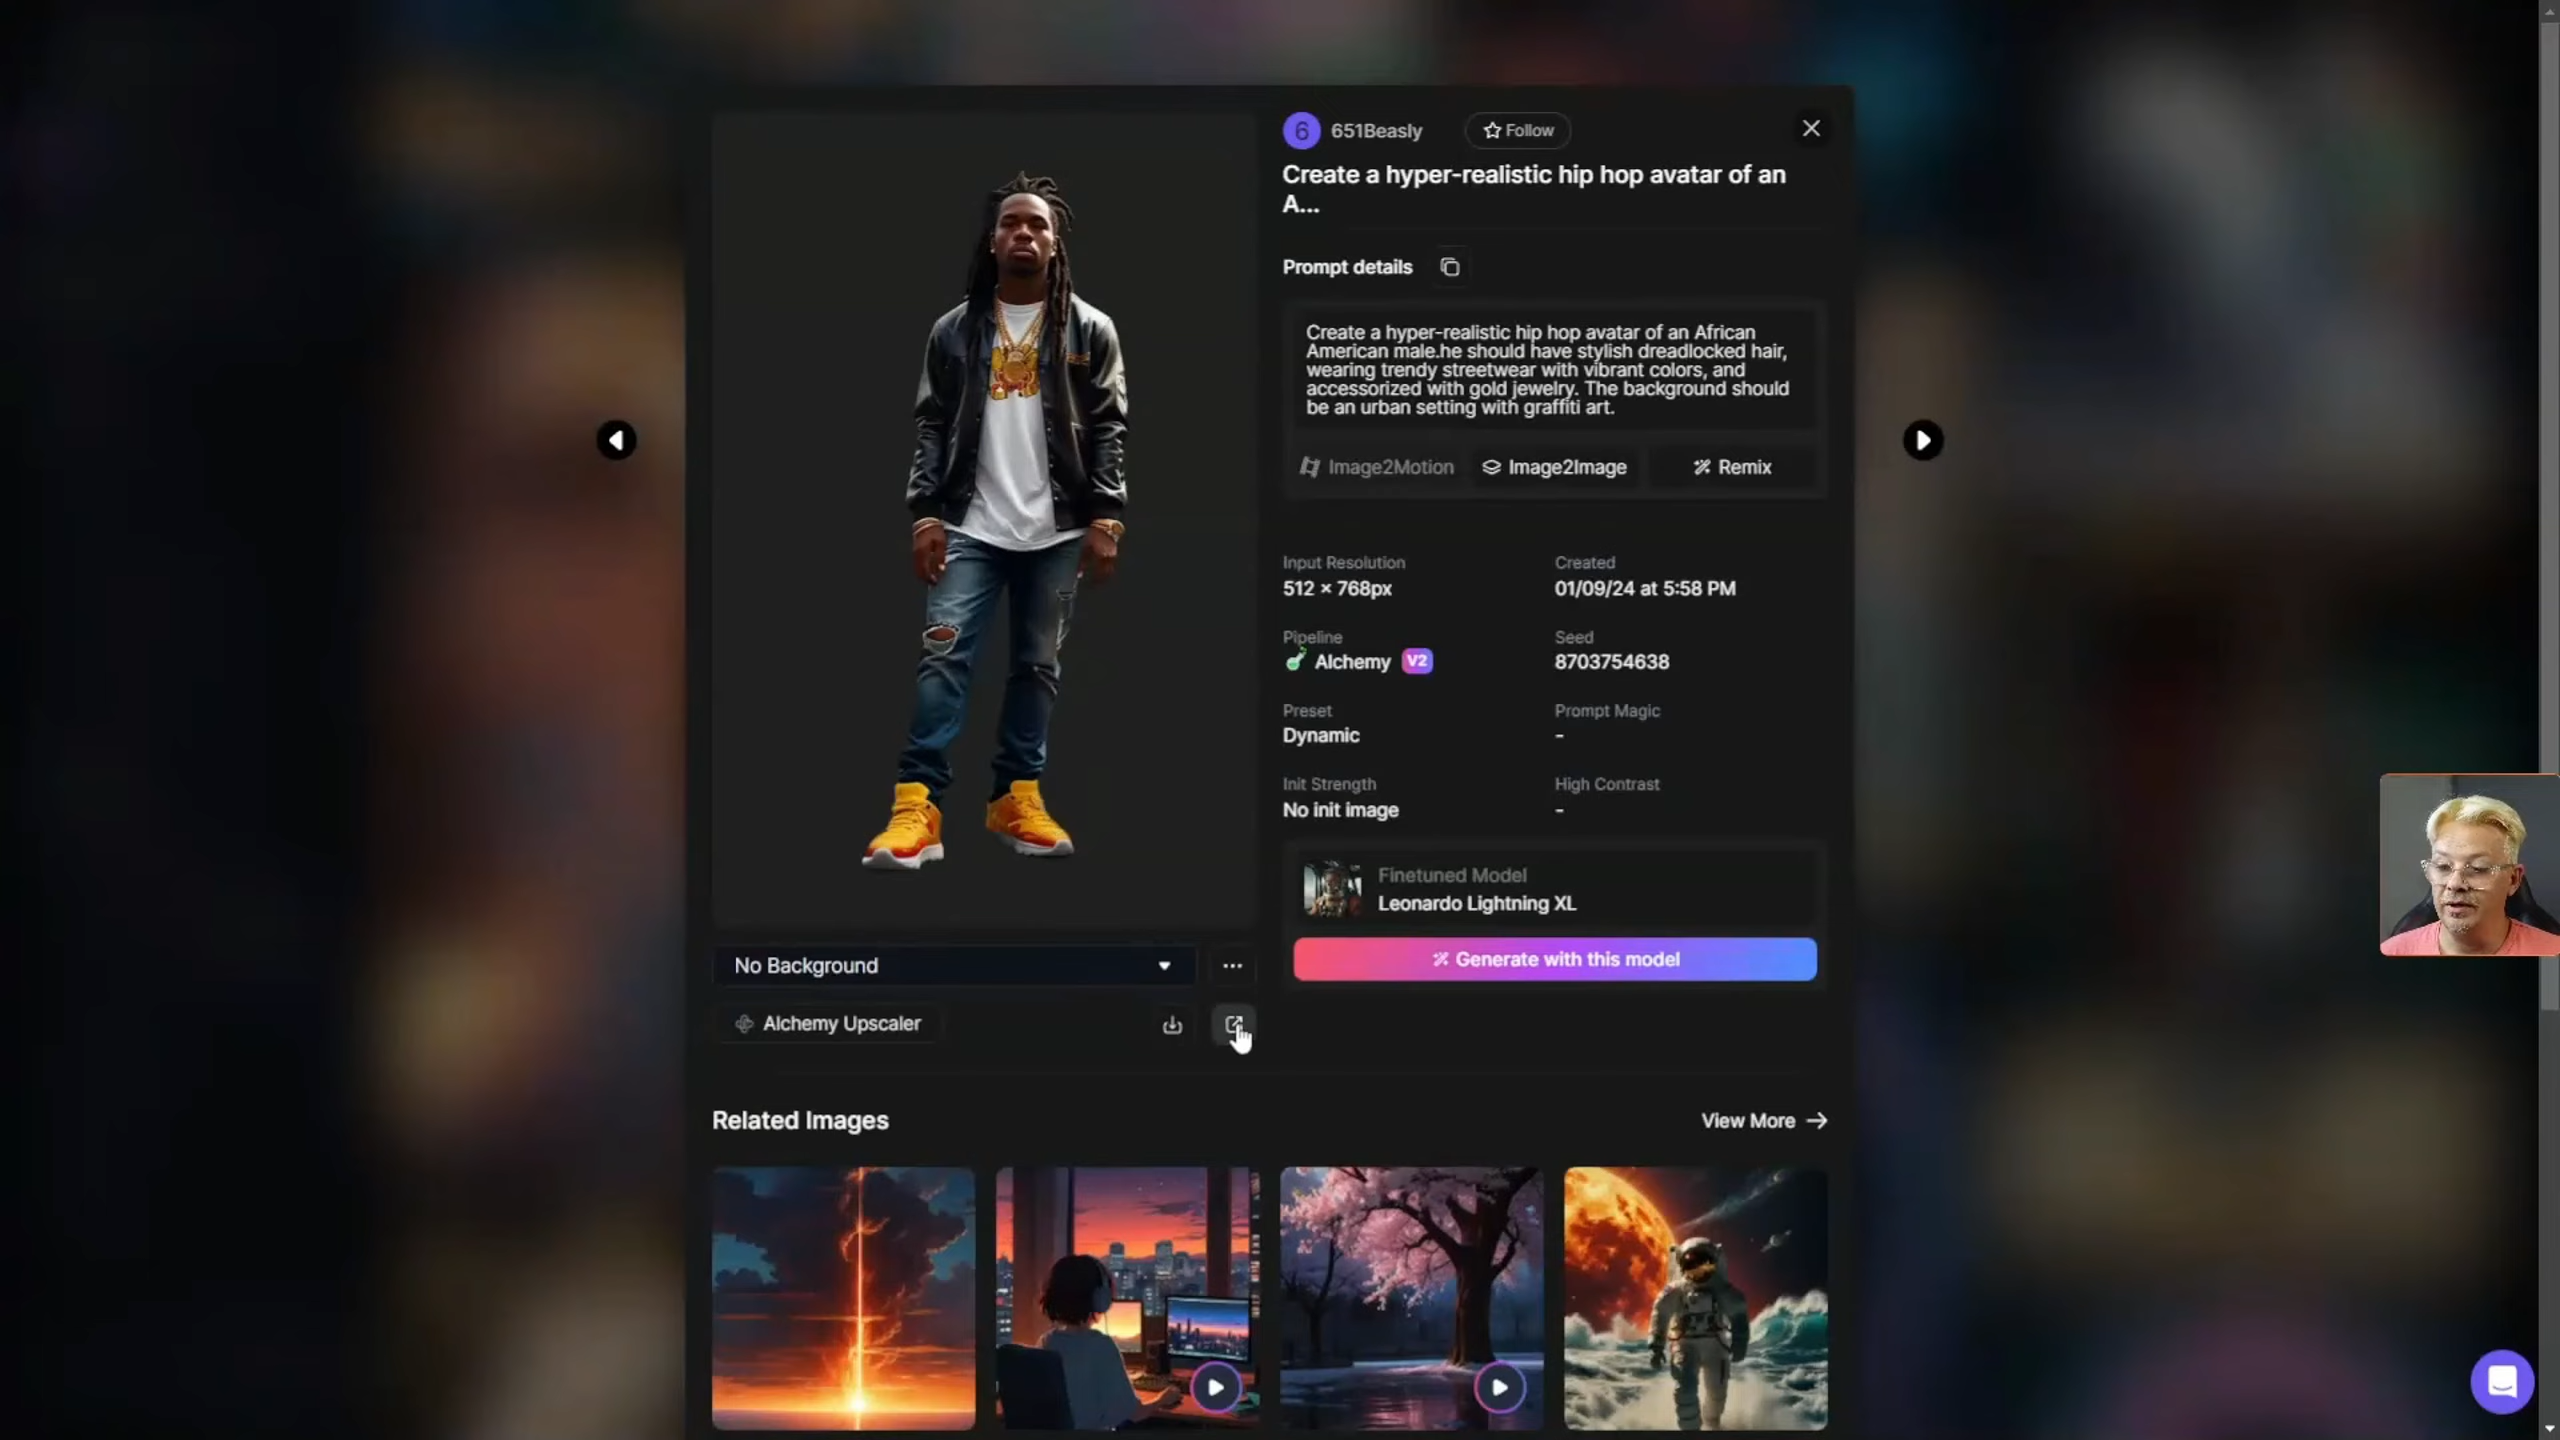 6 651Beasly Follow
Create a hyper-realistic hip hop avatar of an
A...
Prompt details
Create a hyper-realistic hip hop avatar of an African
American male.he should have stylish dreadlocked hair,
wearing trendy streetwear with vibrant colors, and
accessorized with gold jewelry. The background should
be an urban setting with graffiti art.
Image2Motion Image2Image Remix
Input Resolution
512 × 768px
Created
01/09/24 at 5:58 PM
Pipeline
Alchemy V2
Seed
8703754638
Preset
Dynamic
Prompt Magic
-
Init Strength
No init image
High Contrast
-
Finetuned Model
Leonardo Lightning XL
Generate with this model
No Background
Alchemy Upscaler
Related Images
View More